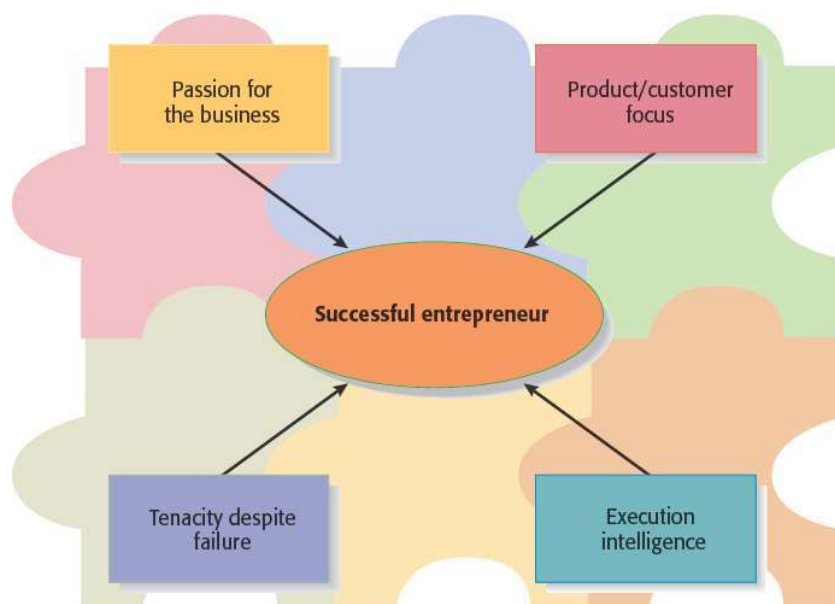 Passion for
the business
Product/customer
focus
Successful entrepreneur
Tenacity despite
failure
Execution
intelligence